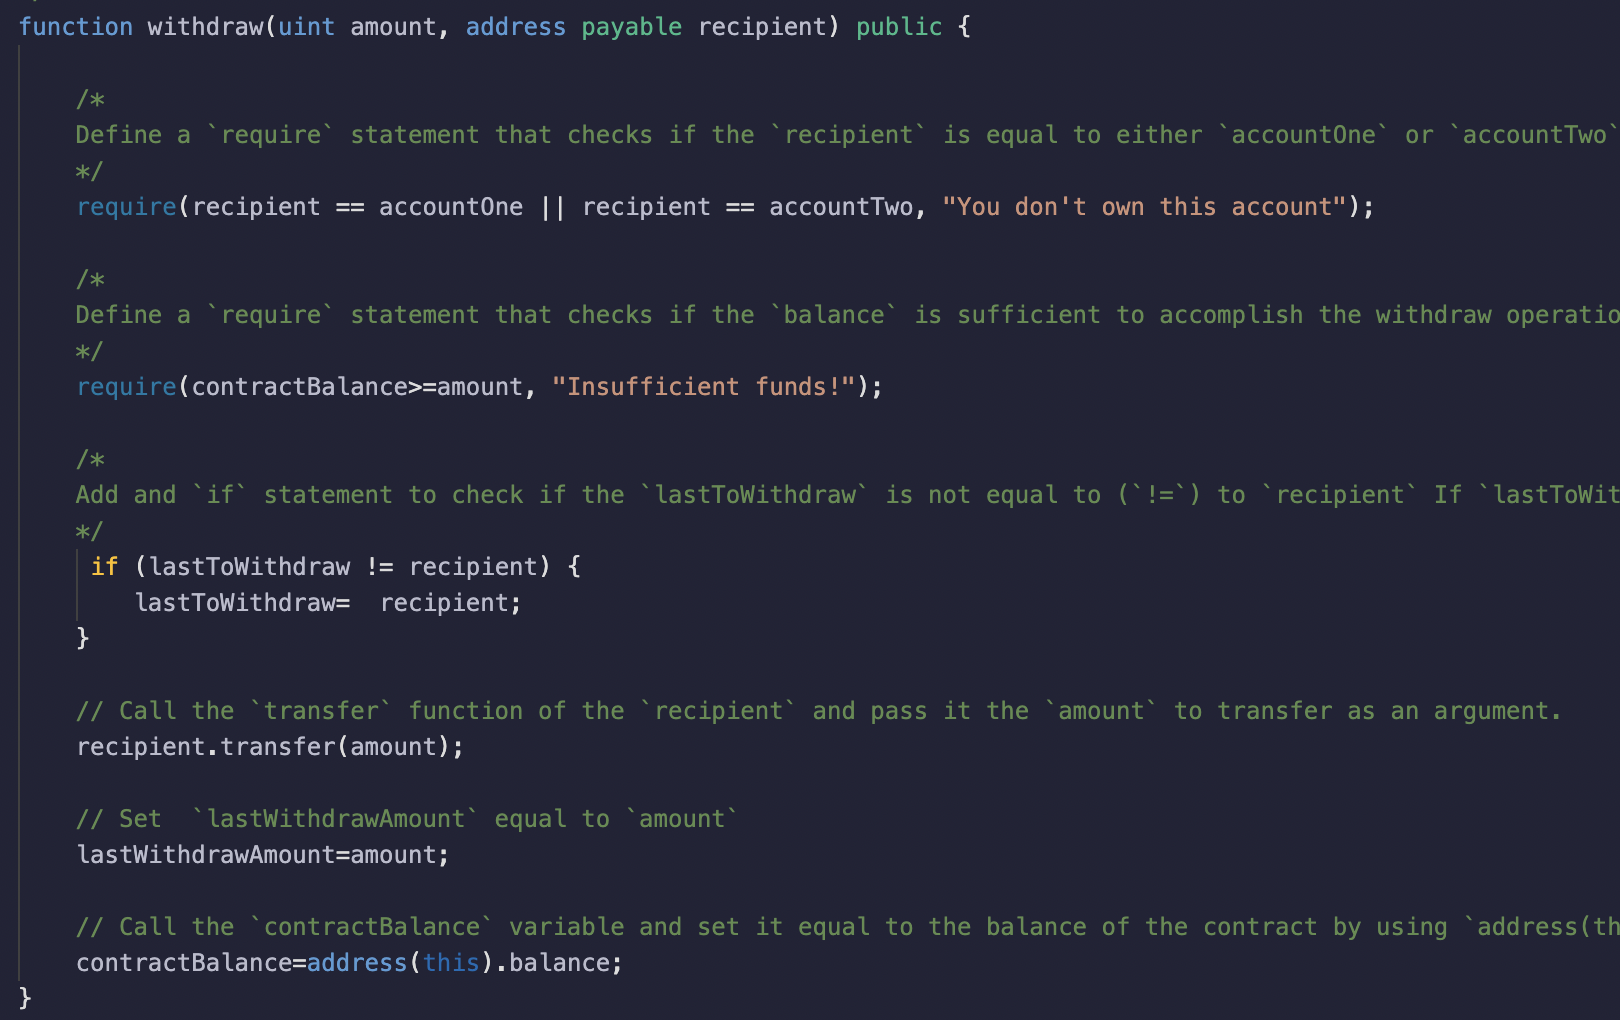 function withdraw(uint amount, address payable recipient) public {
/*
Define a `require` statement that checks if the `recipient` is equal to either `accountOne` or `accountTwo`
*/
require(recipient == accountOne || recipient == accountTwo, "You don't own this account");
/*
Define a `require` statement that checks if the `balance` is sufficient to accomplish the withdraw operatio
*/
require(contractBalance>=amount, "Insufficient funds!");
/*
Add and `if` statement to check if the `lastToWithdraw` is not equal to (`!=`) to `recipient` If `lastToWit
*/
if (lastToWithdraw != recipient) {
lastToWithdraw=  recipient;
}
// Call the `transfer` function of the `recipient` and pass it the `amount` to transfer as an argument.
recipient.transfer(amount);
// Set  `lastWithdrawAmount` equal to `amount`
lastWithdrawAmount=amount;
// Call the `contractBalance` variable and set it equal to the balance of the contract by using `address(th
contractBalance=address(this).balance;
}